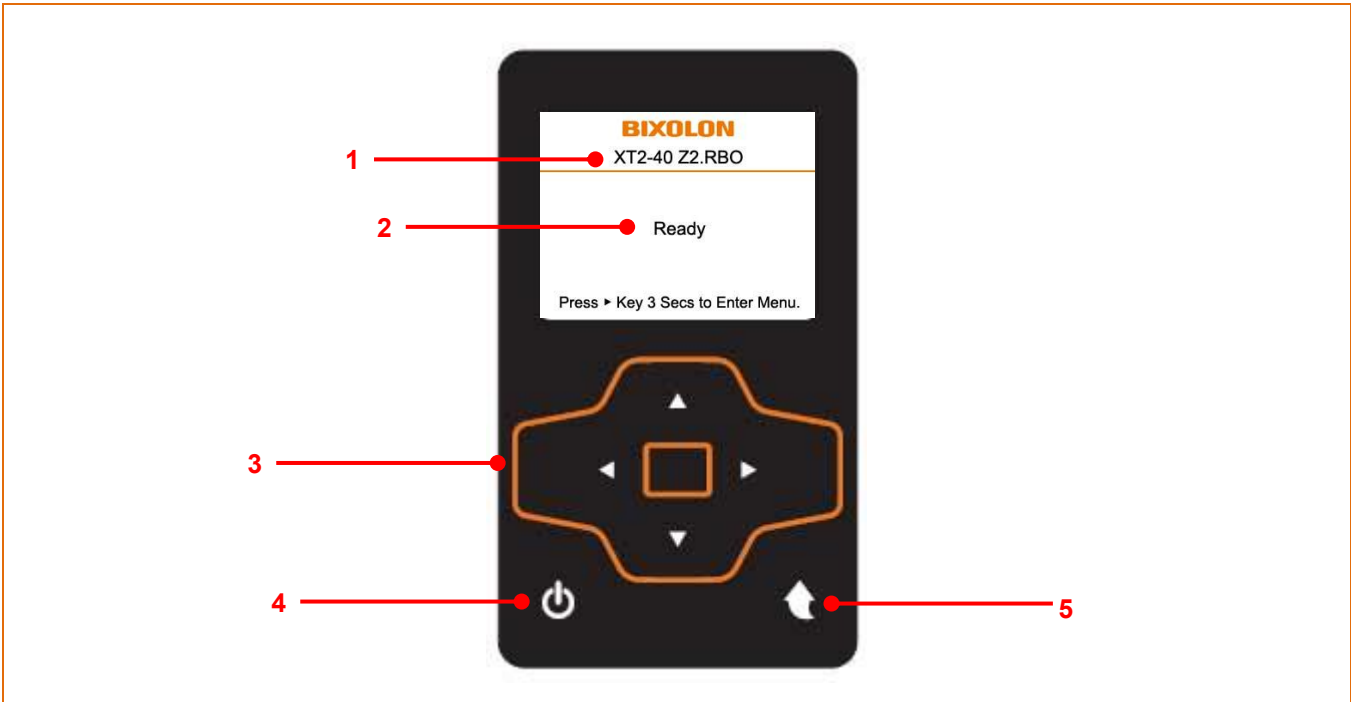 BIXOLON
1
XT2-40 Z2.RBO
2
Ready
Press ▸ Key 3 Secs to Enter Menu.
3
4
5